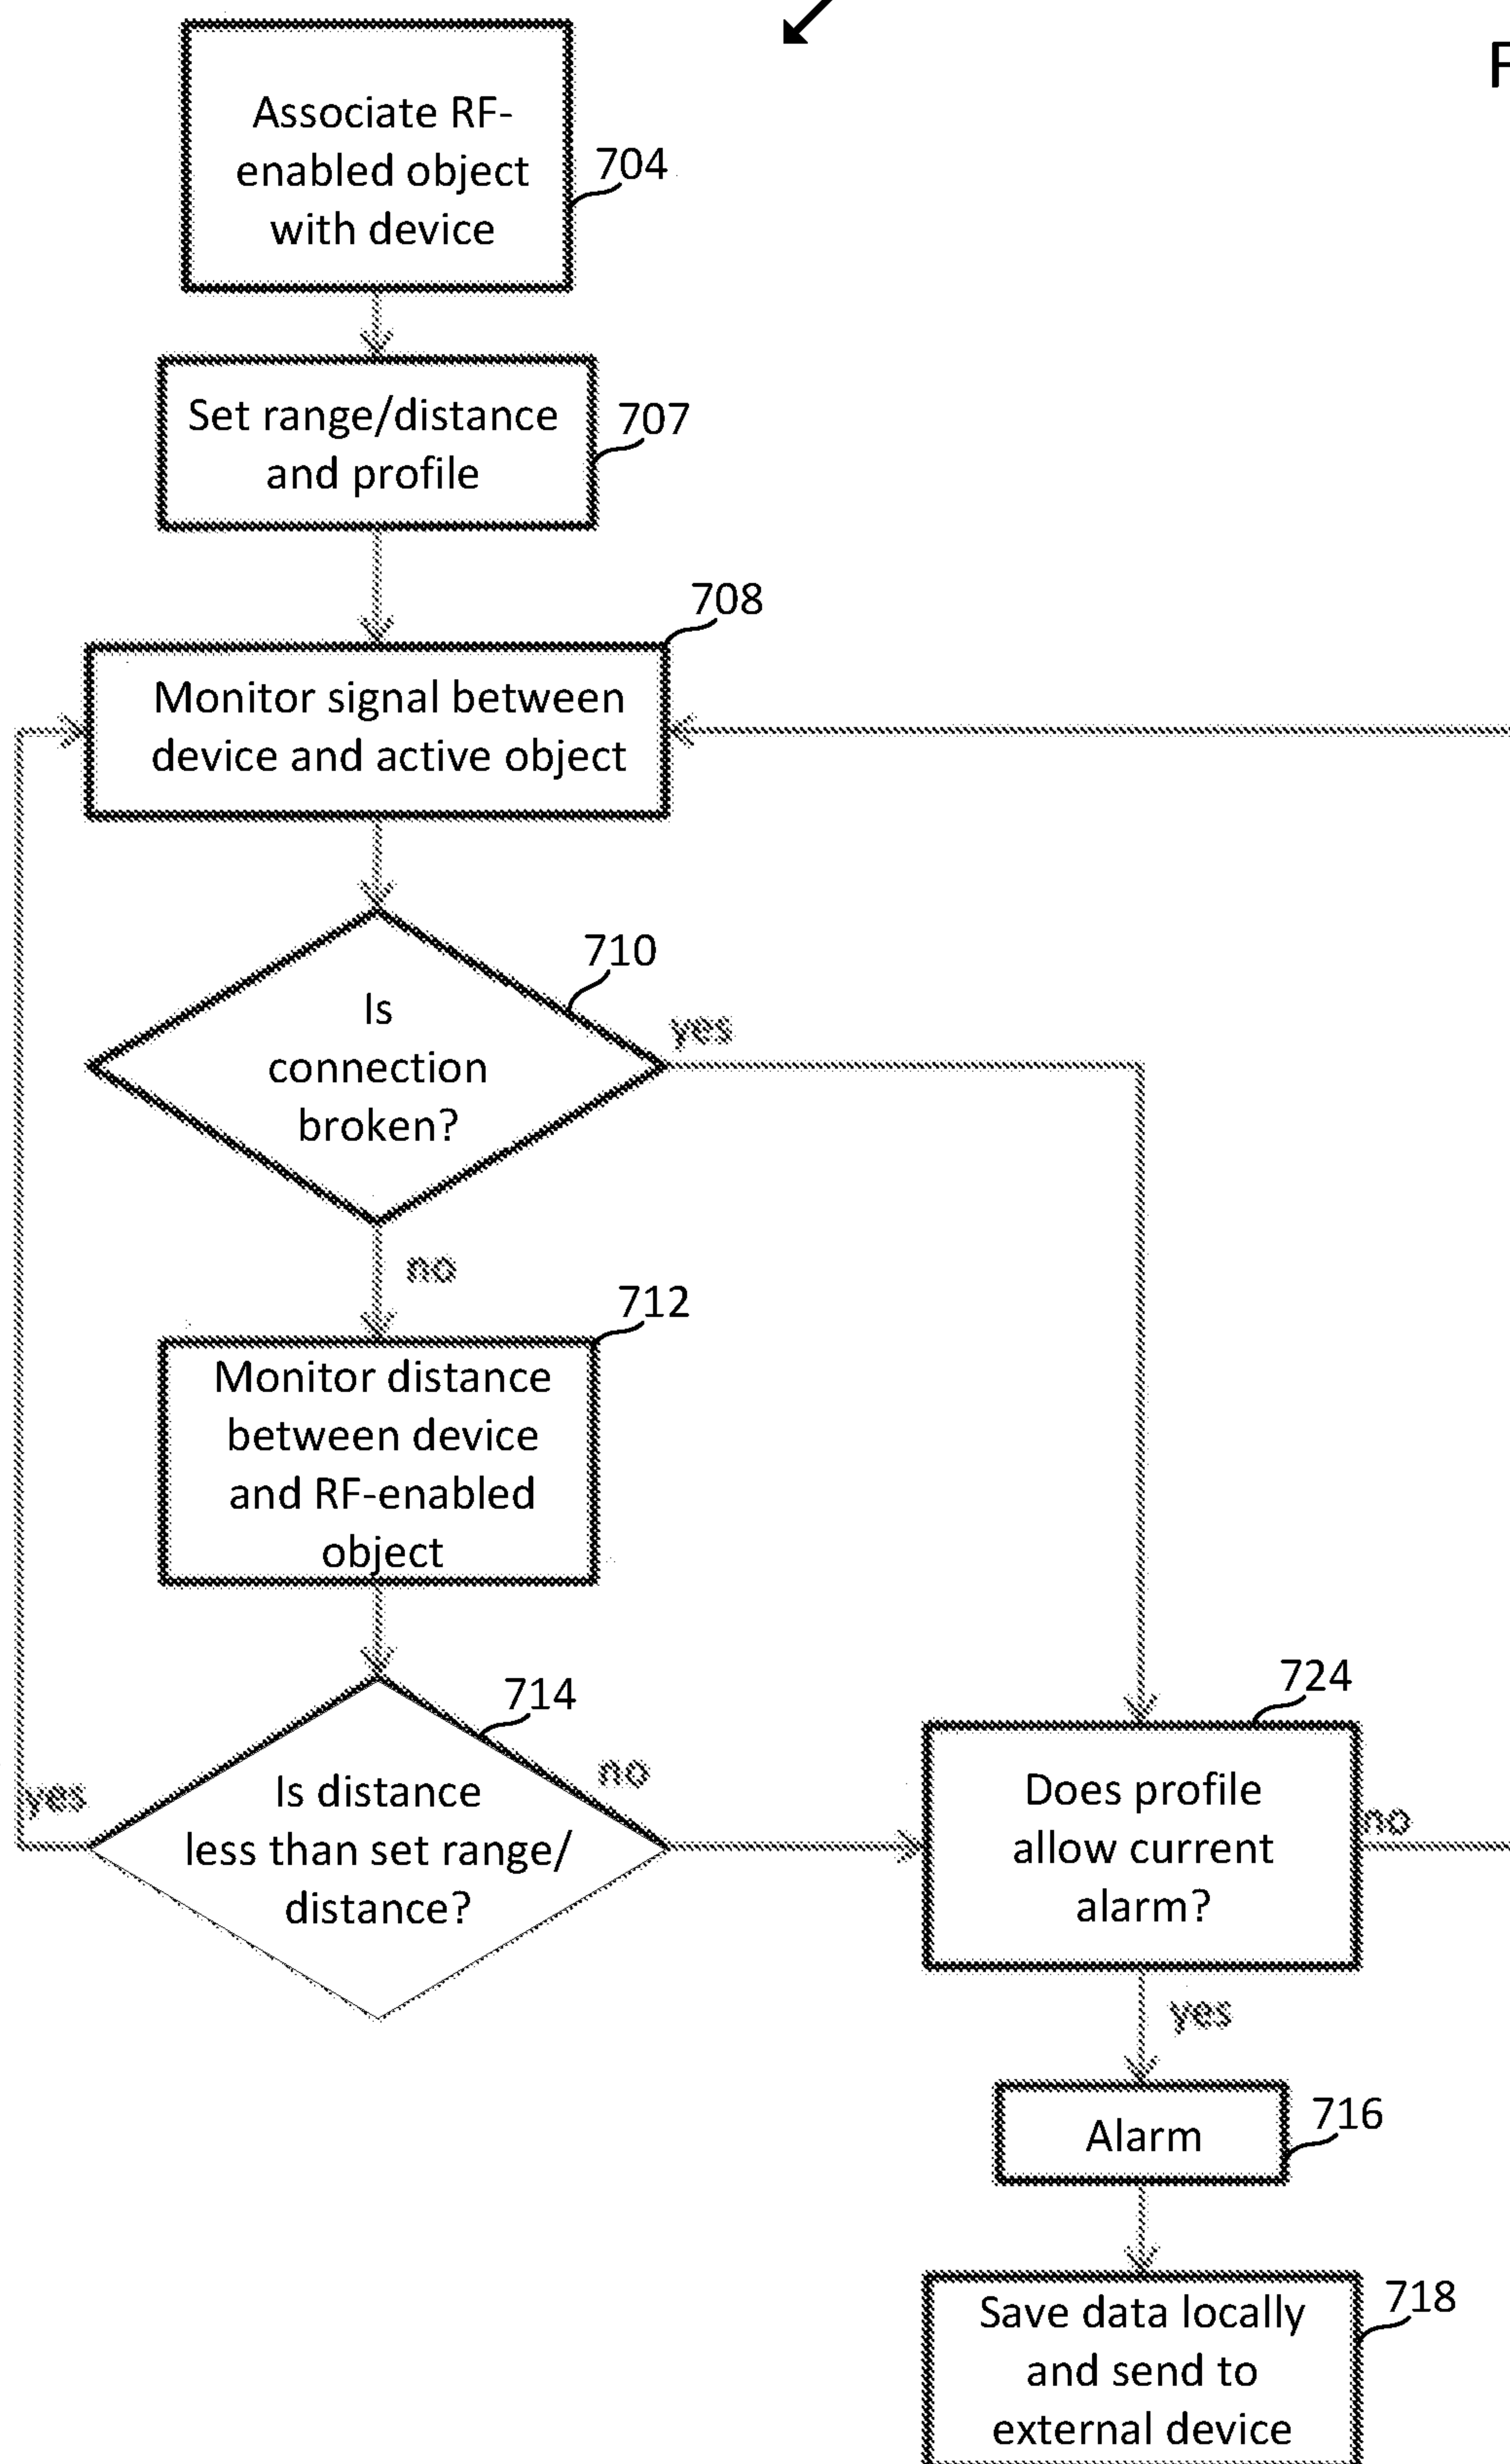 F
Associate RF-
enabled object
with device
704
Set range/distance
and profile
707
708
Monitor signal between
device and active object
710
Is
connection
broken?
yes
no
712
Monitor distance
between device
and RF-enabled
object
714
Is distance
less than set range/
distance?
yes
no
724
Does profile
allow current
alarm?
no
yes
Alarm
716
Save data locally
and send to
external device
718